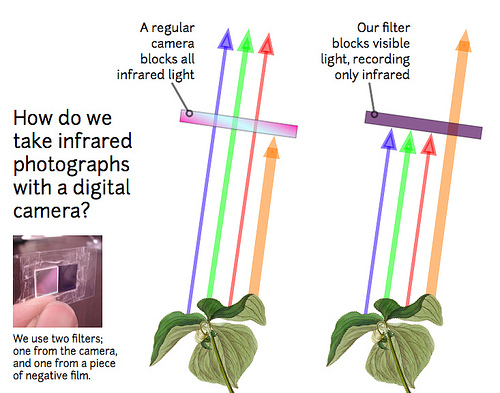 A regular
camera
blocks all
infrared light
Our filter
blocks visible
light, recording
only infrared
How do we
take infrared
photographs
with a digital
camera?
We use two filters;
one from the camera,
and one from a piece
of negative film.